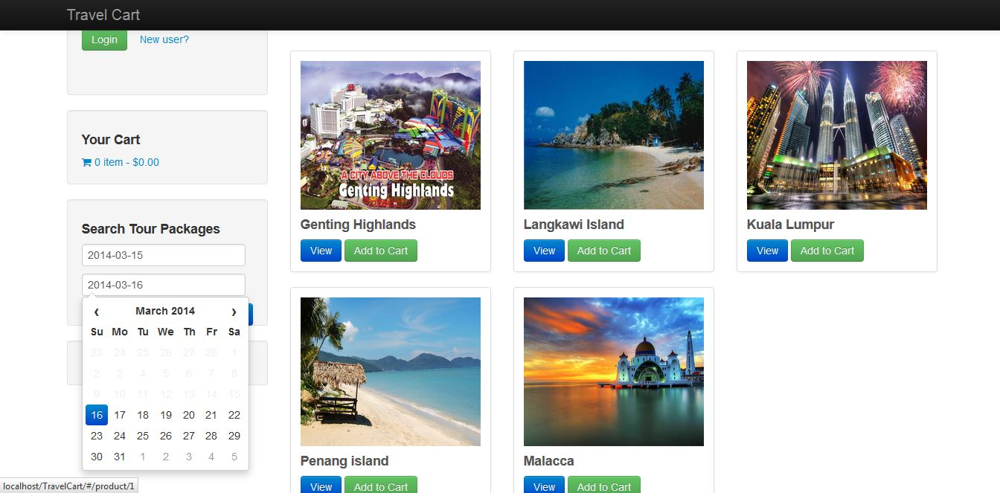 Travel Cart
Login New user?
Your Cart
0 item - $0.00
Search Tour Packages
2014-03-15
2014-03-16
‹ March 2014 ›
Su Mo Tu We Th Fr Sa
23 24 25 26 27 28 1
2 3 4 5 6 7 8
9 10 11 12 13 14 15
16 17 18 19 20 21 22
23 24 25 26 27 28 29
30 31 1 2 3 4 5
A CITY ABOVE THE CLOUDS
Genting Highlands
Genting Highlands
View Add to Cart
Langkawi Island
View Add to Cart
Kuala Lumpur
View Add to Cart
Penang island
View Add to Cart
Malacca
View Add to Cart
localhost/TravelCart/#/product/1